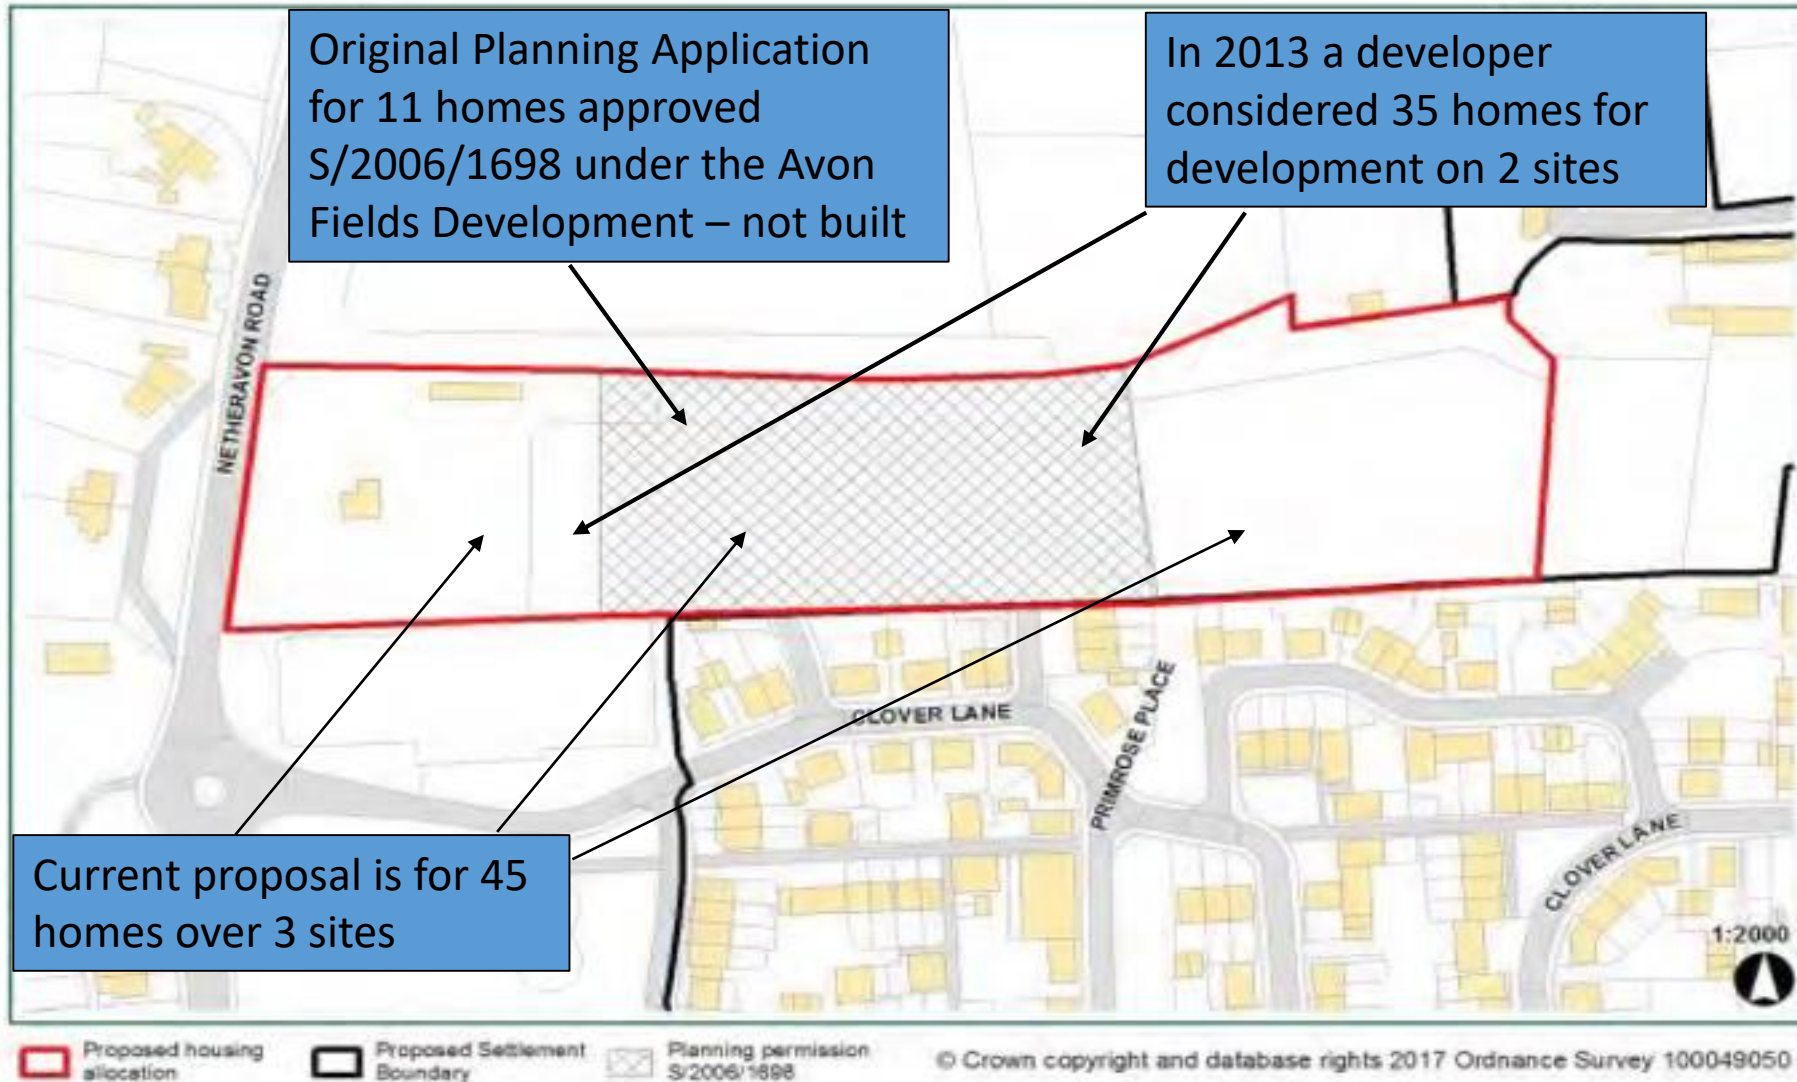 Original Planning Application
for 11 homes approved
S/2006/1698 under the Avon
Fields Development – not built
In 2013 a developer
considered 35 homes for
development on 2 sites
NETHERAVON ROAD
CLOVER LANE
PRIMROSE PLACE
CLOVER LANE
Current proposal is for 45
homes over 3 sites
1:2000
Proposed housing
allocation
Proposed Settlement
Boundary
Planning permission
S/2006/1698
© Crown copyright and database rights 2017 Ordnance Survey 100049050